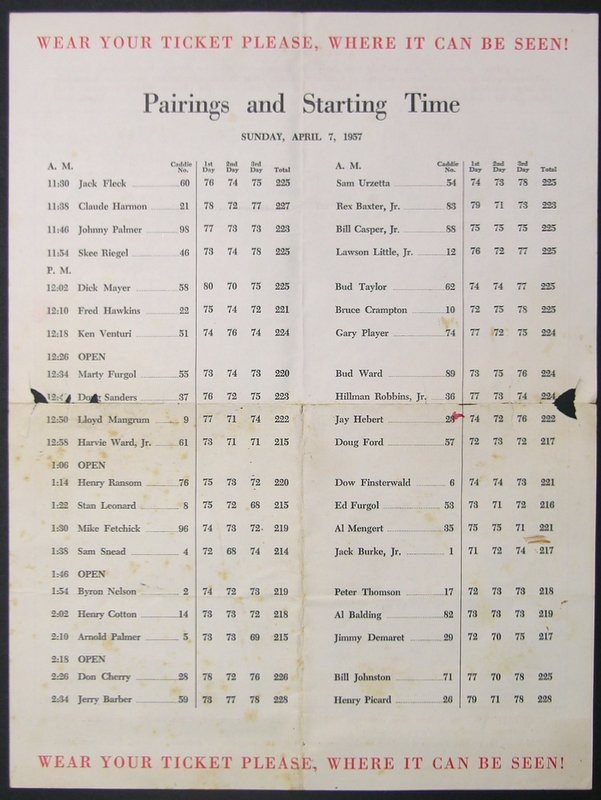 WEAR YOUR TICKET PLEASE, WHERE IT CAN BE SEEN!
Pairings and Starting Time
SUNDAY, APRIL 7, 1957
A. M. Caddie No. 1st Day 2nd Day 3rd Day Total A. M. Caddie No. 1st Day 2nd Day 3rd Day Total
11:30 Jack Fleck 60 76 74 75 225 Sam Urzetta 54 74 73 78 225
11:38 Claude Harmon 21 78 72 77 227 Rex Baxter, Jr. 83 79 71 73 223
11:46 Johnny Palmer 98 77 73 73 223 Bill Casper, Jr. 88 75 75 75 225
11:54 Skee Riegel 46 73 74 78 225 Lawson Little, Jr. 12 76 72 77 225
P. M.
12:02 Dick Mayer 58 80 70 75 225 Bud Taylor 62 74 74 77 225
12:10 Fred Hawkins 22 75 74 72 221 Bruce Crampton 10 72 75 78 225
12:18 Ken Venturi 51 74 76 74 224 Gary Player 74 77 72 75 224
12:26 OPEN
12:34 Marty Furgol 55 73 74 73 220 Bud Ward 89 73 75 76 224
Doug Sanders 37 76 72 75 223 Hillman Robbins, Jr. 36 77 73 74 224
12:50 Lloyd Mangrum 9 77 71 74 222 Jay Hebert 74 72 76 222
12:58 Harvie Ward, Jr. 61 73 71 71 215 Doug Ford 57 72 73 72 217
1:06 OPEN
1:14 Henry Ransom 76 75 73 72 220 Dow Finsterwald 6 74 74 73 221
1:22 Stan Leonard 8 75 72 68 215 Ed Furgol 53 73 71 72 216
1:30 Mike Fetchick 96 74 73 72 219 Al Mengert 35 75 75 71 221
1:38 Sam Snead 4 72 68 74 214 Jack Burke, Jr. 1 71 72 74 217
1:46 OPEN
1:54 Byron Nelson 2 74 72 73 219 Peter Thomson 17 72 73 73 218
2:02 Henry Cotton 14 73 73 72 218 Al Balding 82 73 73 73 219
2:10 Arnold Palmer 5 73 73 69 215 Jimmy Demaret 29 72 70 75 217
2:18 OPEN
2:26 Don Cherry 28 78 72 76 226 Bill Johnston 71 77 70 78 225
2:34 Jerry Barber 59 73 77 78 228 Henry Picard 26 79 71 78 228
WEAR YOUR TICKET PLEASE, WHERE IT CAN BE SEEN!